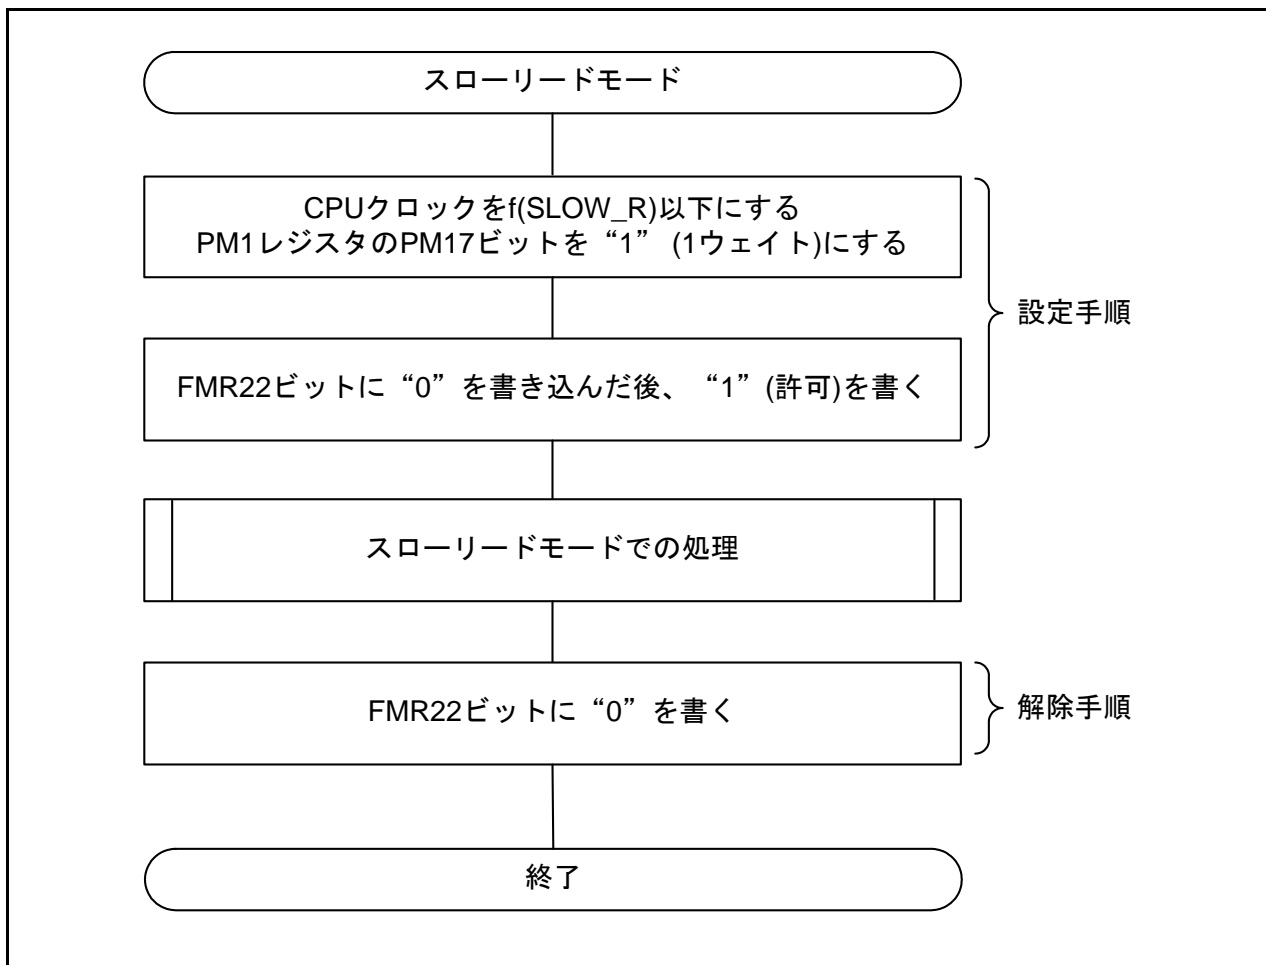 スローリードモード
CPUクロックをf(SLOW_R)以下にする
PM1レジスタのPM17ビットを“1” (1ウェイト)にする
設定手順
FMR22ビットに“0”を書き込んだ後、“1”(許可)を書く
スローリードモードでの処理
FMR22ビットに“0”を書く
解除手順
終了